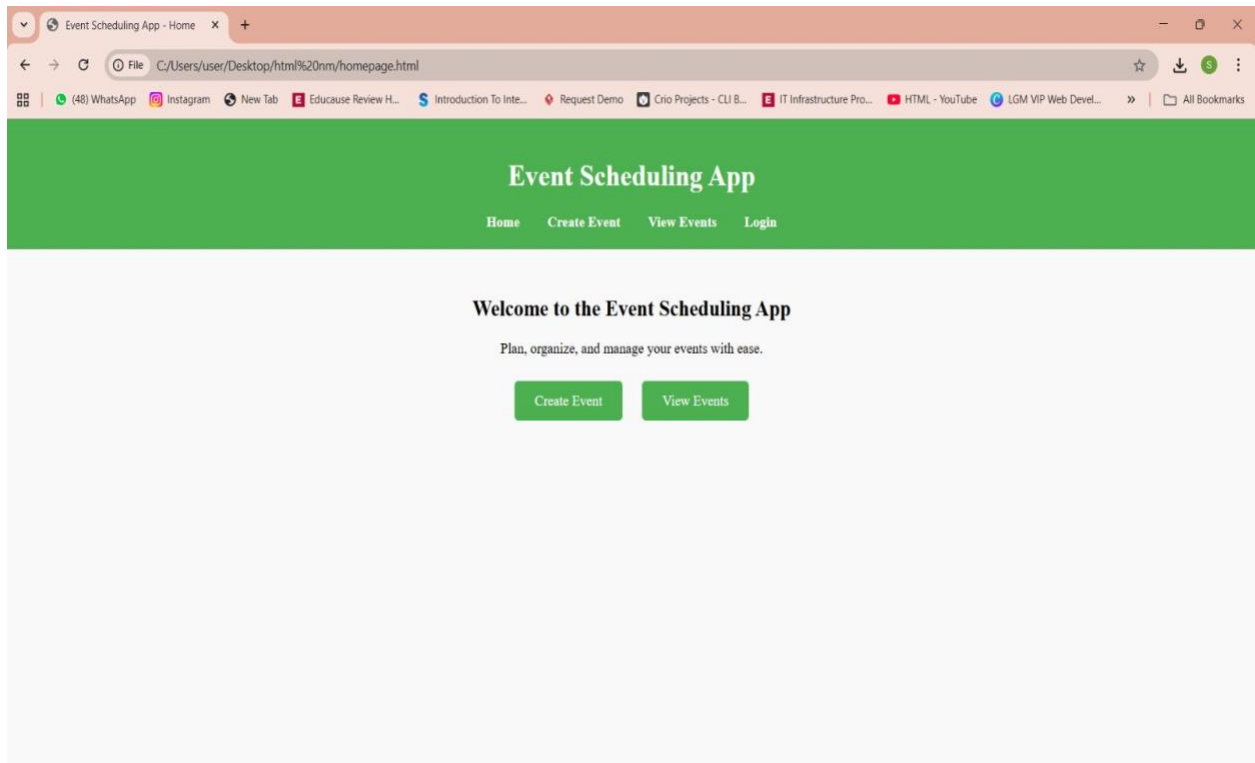 Event Scheduling App - Home
File C:/Users/user/Desktop/html%20nm/homepage.html
(48) WhatsApp Instagram New Tab Educause Review H... Introduction To Inte... Request Demo Crio Projects - CLI B... IT Infrastructure Pro... HTML - YouTube LGM VIP Web Devel... » All Bookmarks
Event Scheduling App
Home Create Event View Events Login
Welcome to the Event Scheduling App
Plan, organize, and manage your events with ease.
Create Event View Events